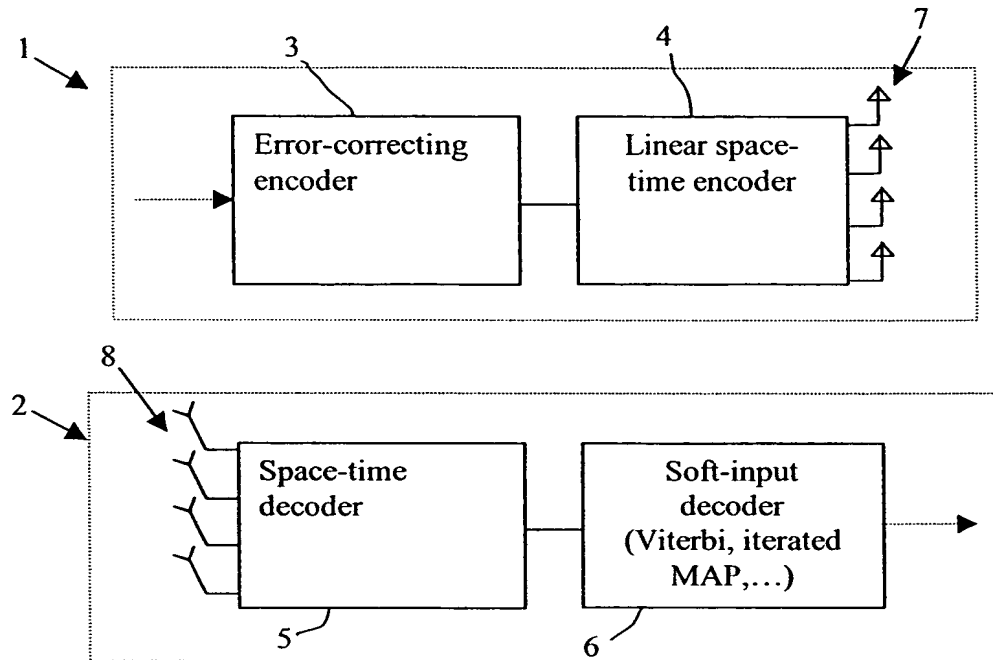 1
3
4
7
Error-correcting
encoder
Linear space-
time encoder
8
2
Space-time
decoder
Soft-input
decoder
(Viterbi, iterated
MAP,...)
5
6